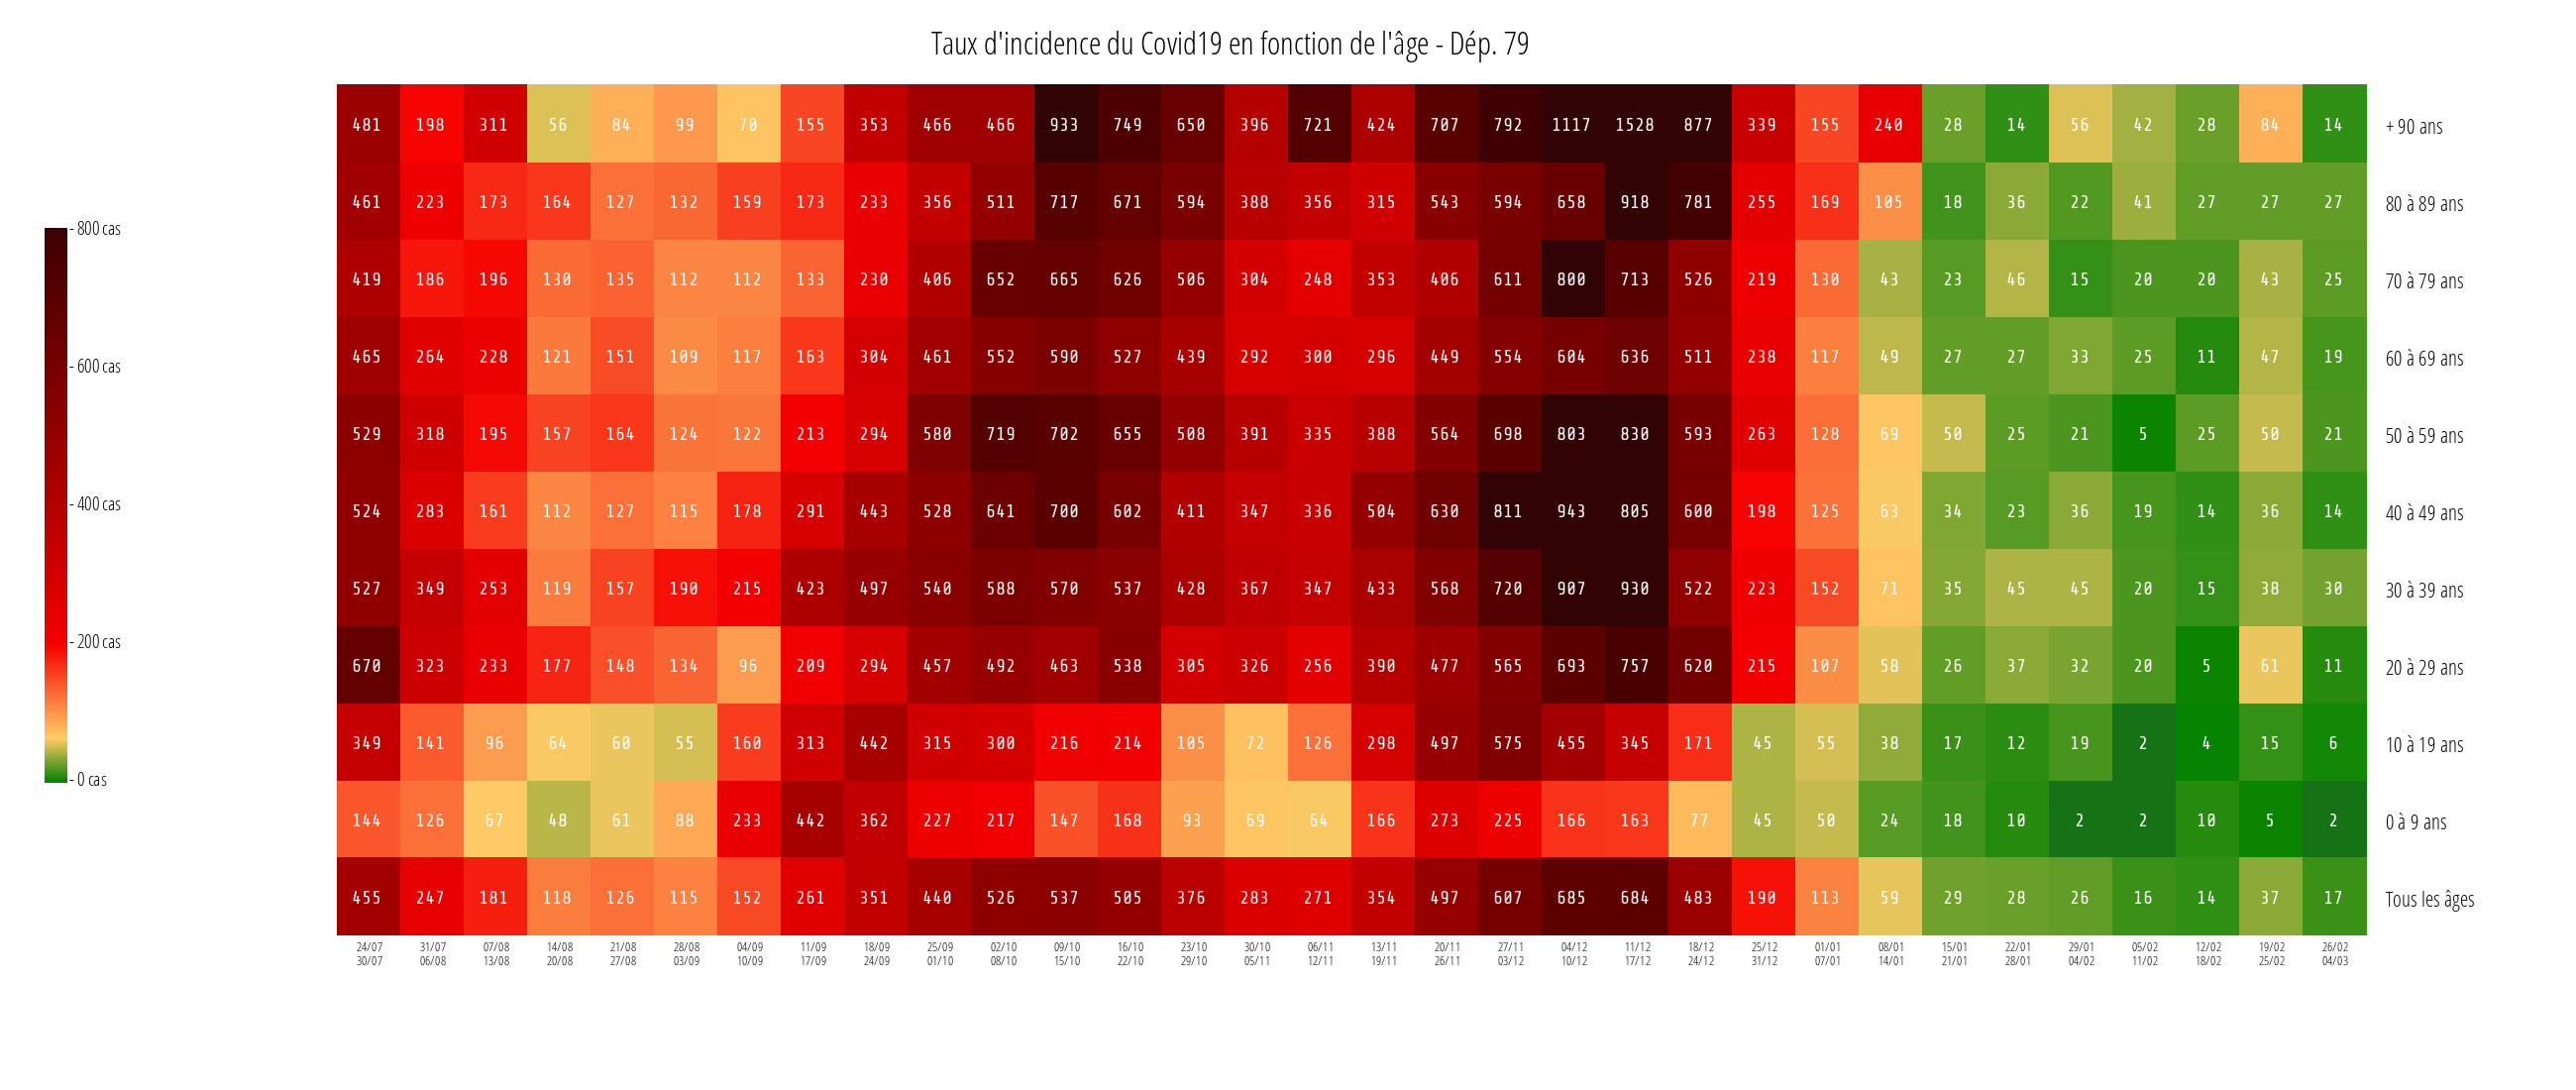 Taux d'incidence du Covid19 en fonction de l'âge - Dép. 79
- 800 cas
- 600 cas
- 400 cas
- 200 cas
- 0 cas
481 198 311 56 84 99 70 155 353 466 466 933 749 650 396 721 424 707 792 1117 1528 877 339 155 240 28 14 56 42 28 84 14 + 90 ans
461 223 173 164 127 132 159 173 233 356 511 717 671 594 388 356 315 543 594 658 918 781 255 169 105 18 36 22 41 27 27 27 80 à 89 ans
419 186 196 130 135 112 112 133 230 406 652 665 626 506 304 248 353 406 611 800 713 526 219 130 43 23 46 15 20 20 43 25 70 à 79 ans
465 264 228 121 151 109 117 163 304 461 552 590 527 439 292 300 296 449 554 604 636 511 238 117 49 27 27 33 25 11 47 19 60 à 69 ans
529 318 195 157 164 124 122 213 294 580 719 702 655 508 391 335 388 564 698 803 830 593 263 128 69 50 25 21 5 25 50 21 50 à 59 ans
524 283 161 112 127 115 178 291 443 528 641 700 602 411 347 336 504 630 811 943 805 600 198 125 63 34 23 36 19 14 36 14 40 à 49 ans
527 349 253 119 157 190 215 423 497 540 588 570 537 428 367 347 433 568 720 907 930 522 223 152 71 35 45 45 20 15 38 30 30 à 39 ans
670 323 233 177 148 134 96 209 294 457 492 463 538 305 326 256 390 477 565 693 757 620 215 107 58 26 37 32 20 5 61 11 20 à 29 ans
349 141 96 64 60 55 160 313 442 315 300 216 214 105 72 126 298 497 575 455 345 171 45 55 38 17 12 19 2 4 15 6 10 à 19 ans
144 126 67 48 61 88 233 442 362 227 217 147 168 93 69 64 166 273 225 166 163 77 45 50 24 18 10 2 2 10 5 2 0 à 9 ans
455 247 181 118 126 115 152 261 351 440 526 537 505 376 283 271 354 497 607 685 684 483 190 113 59 29 28 26 16 14 37 17 Tous les âges
24/07 31/07 07/08 14/08 21/08 28/08 04/09 11/09 18/09 25/09 02/10 09/10 16/10 23/10 30/10 06/11 13/11 20/11 27/11 04/12 11/12 18/12 25/12 01/01 08/01 15/01 22/01 29/01 05/02 12/02 19/02 26/02
30/07 06/08 13/08 20/08 27/08 03/09 10/09 17/09 24/09 01/10 08/10 15/10 22/10 29/10 05/11 12/11 19/11 26/11 03/12 10/12 17/12 24/12 31/12 07/01 14/01 21/01 28/01 04/02 11/02 18/02 25/02 04/03